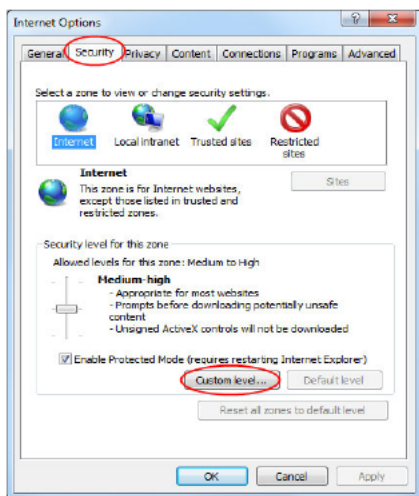 Internet Options
General Security Privacy Content Connections Programs Advanced
Select a zone to view or change security settings.
Internet Local intranet Trusted sites Restricted
sites
Internet
Sites
This zone is for Internet websites,
except those listed in trusted and
restricted zones.
Security level for this zone
Allowed levels for this zone: Medium to High
Medium-high
- Appropriate for most websites
- Prompts before downloading potentially unsafe
content
- Unsigned ActiveX controls will not be downloaded
Enable Protected Mode (requires restarting Internet Explorer)
Custom level... Default level
Reset all zones to default level
OK Cancel Apply